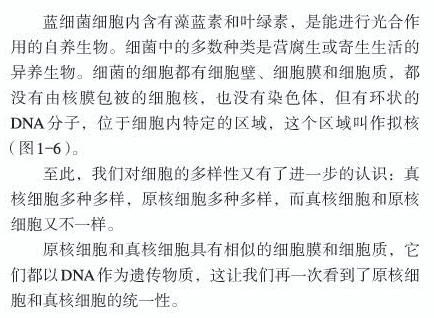 蓝细菌细胞内含有藻蓝素和叶绿素，是能进行光合作
用的自养生物。细菌中的多数种类是营腐生或寄生生活的
异养生物。细菌的细胞都有细胞壁、细胞膜和细胞质，都
没有由核膜包被的细胞核，也没有染色体，但有环状的
DNA分子，位于细胞内特定的区域，这个区域叫作拟核
（图1-6）。
至此，我们对细胞的多样性又有了进一步的认识：真
核细胞多种多样，原核细胞多种多样，而真核细胞和原核
细胞又不一样。
原核细胞和真核细胞具有相似的细胞膜和细胞质，它
们都以DNA作为遗传物质，这让我们再一次看到了原核细
胞和真核细胞的统一性。